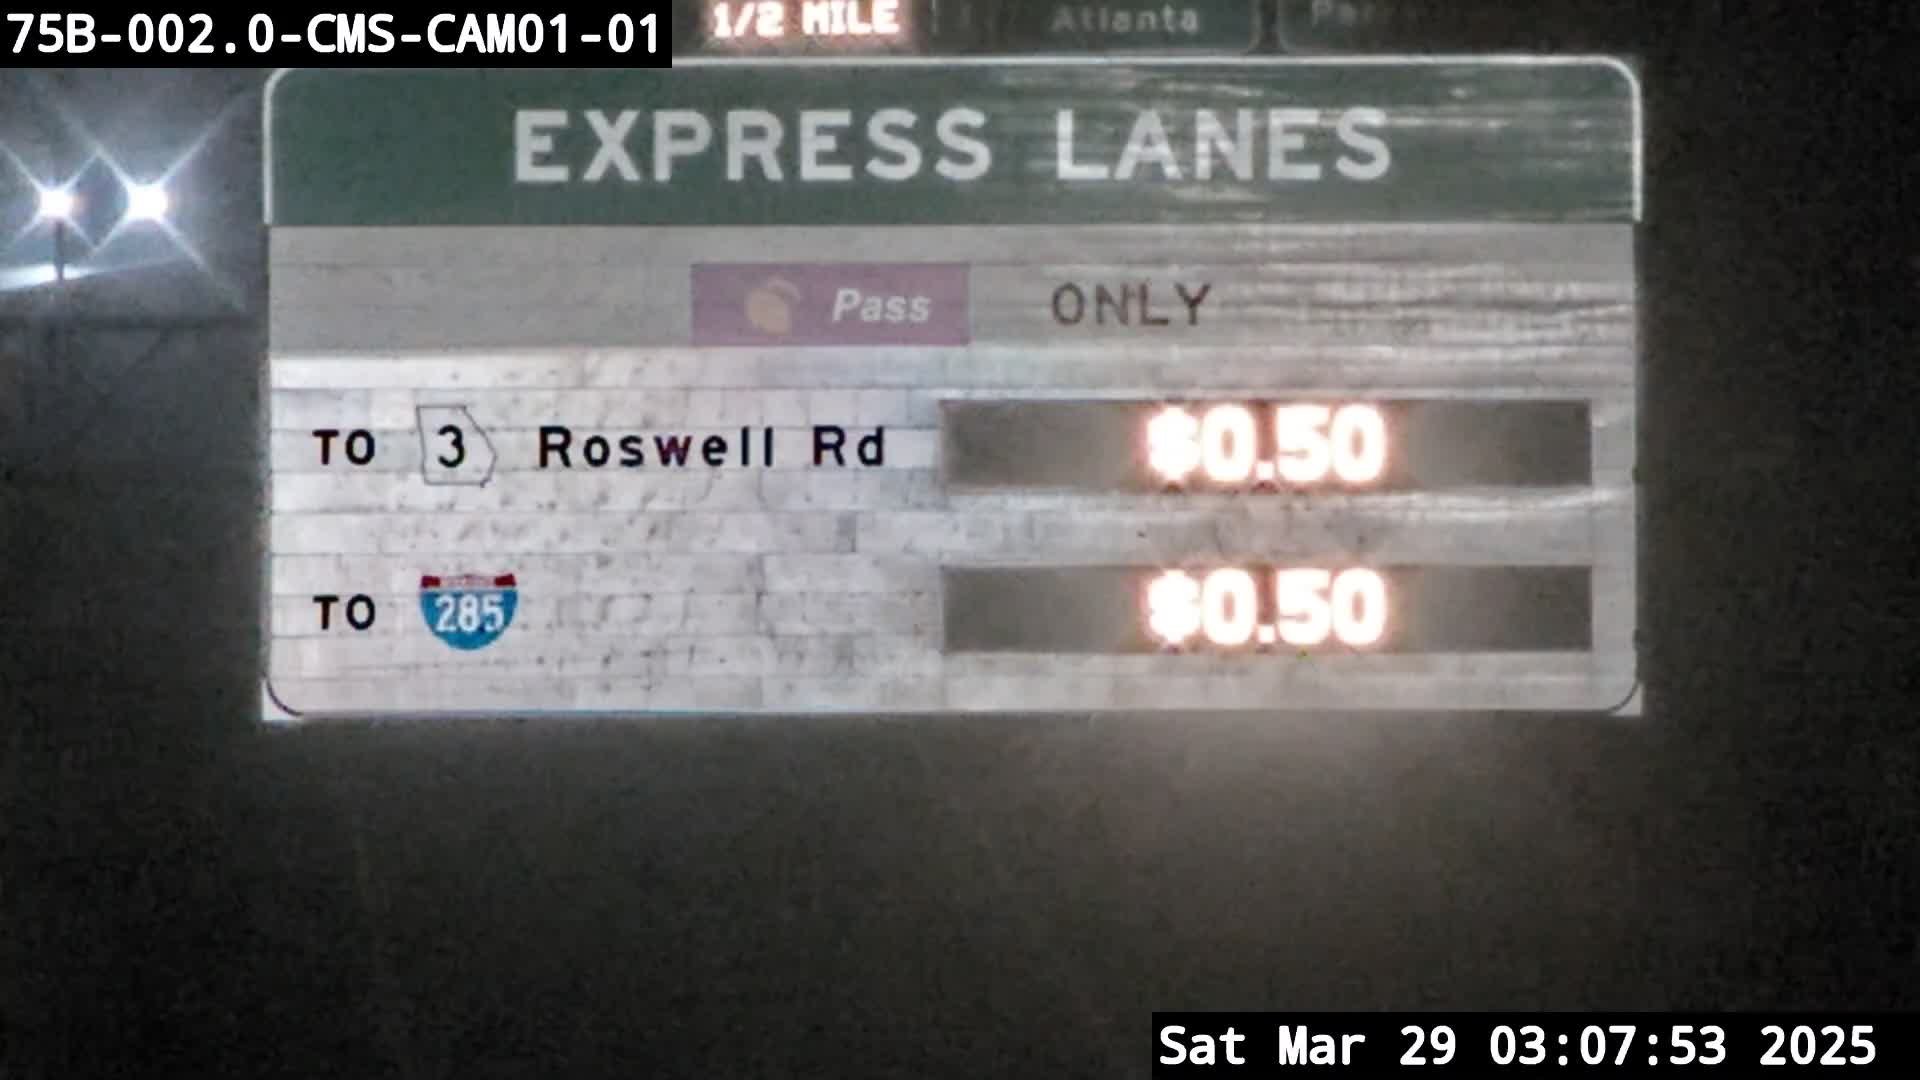 75B-002.0-CMS-CAM01-01
1/2 MILE
Atlanta
EXPRESS LANES
Pass ONLY
TO 3 Roswell Rd $0.50
TO 285 $0.50
Sat Mar 29 03:07:53 2025